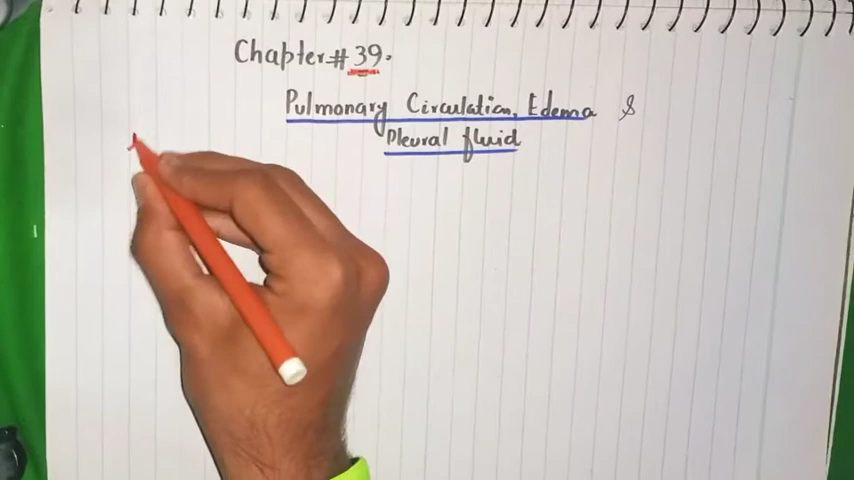 Chapter# 39.
Pulmonary Circulation, Edema &
Pleural fluid